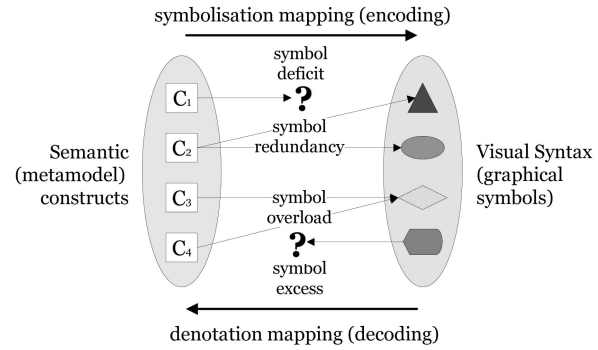 symbolisation mapping (encoding)
symbol
deficit
?
C1
symbol
redundancy
C2
Semantic
(metamodel)
constructs
Visual Syntax
(graphical
symbols)
C3
symbol
overload
C4
?
symbol
excess
denotation mapping (decoding)